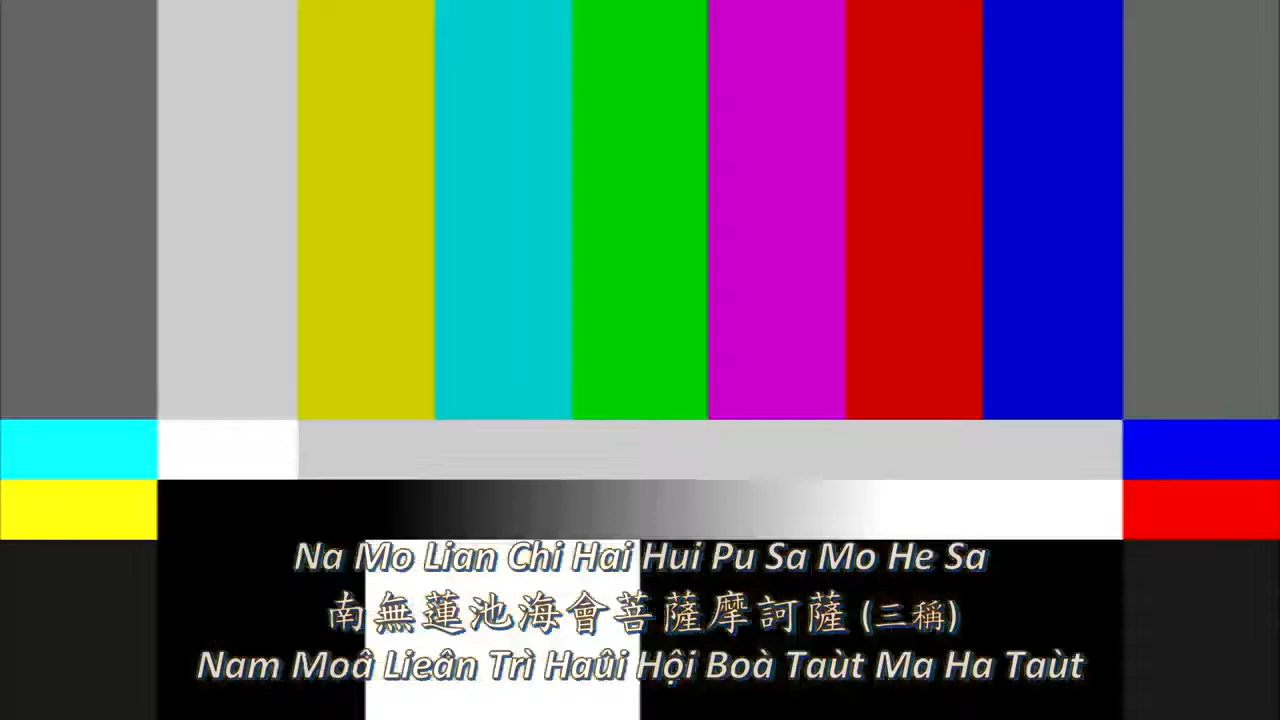 Na Mo Lian Chi Hai Hui Pu Sa Mo He Sa
南無蓮池海會菩薩摩訶薩 (三稱)
Nam Moâ Lieân Trì Haûi Hội Boà Taùt Ma Ha Taùt